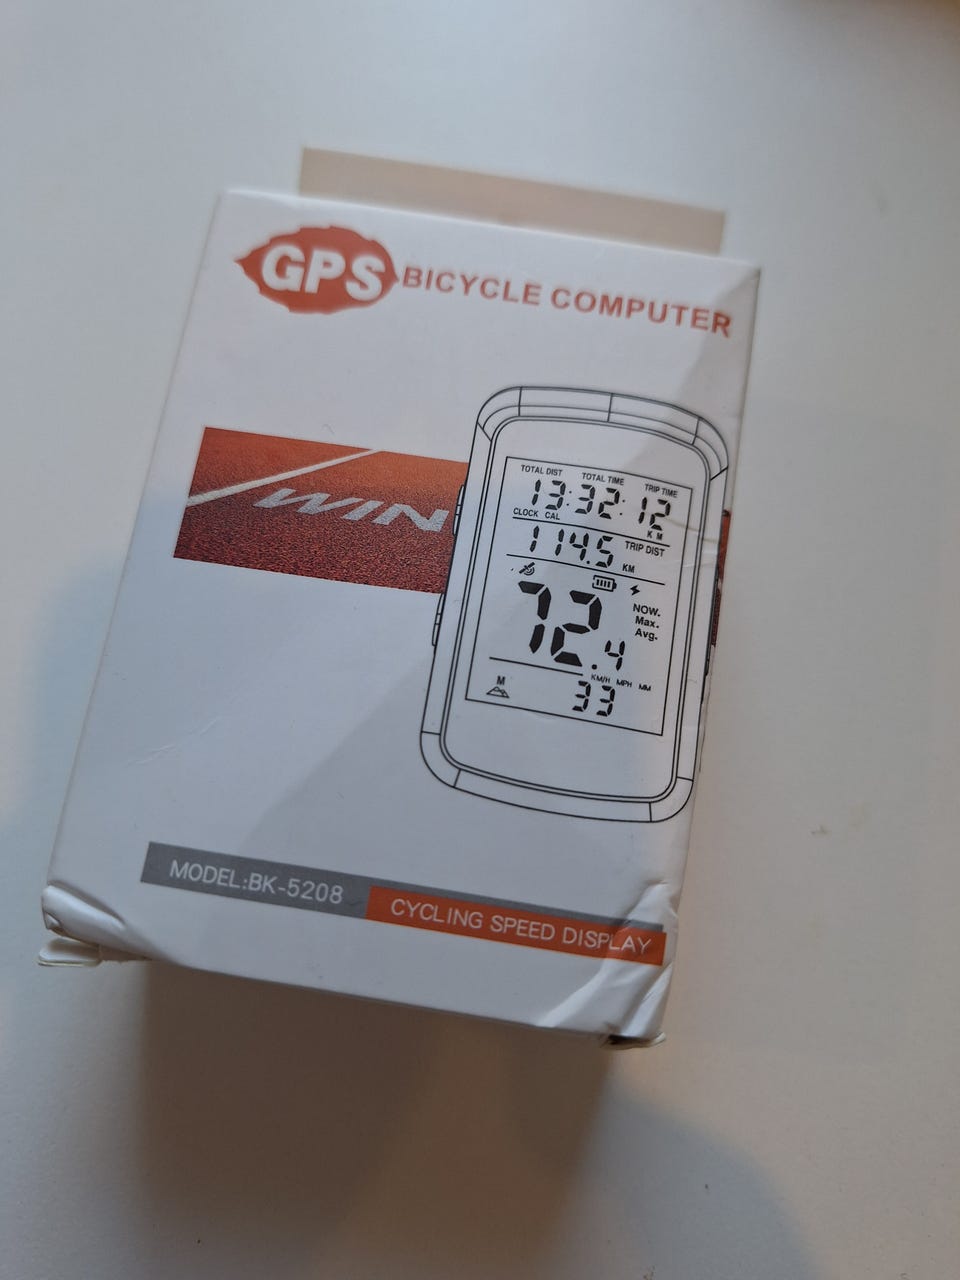 GPS BICYCLE COMPUTER
WIN
TOTAL DIST TOTAL TIME TRIP TIME
13:32:12
CLOCK CAL K M
114.5 TRIP DIST
KM
NOW.
Max.
Avg.
72.4
KM/H MPH MM
M
33
MODEL:BK-5208
CYCLING SPEED DISPLAY